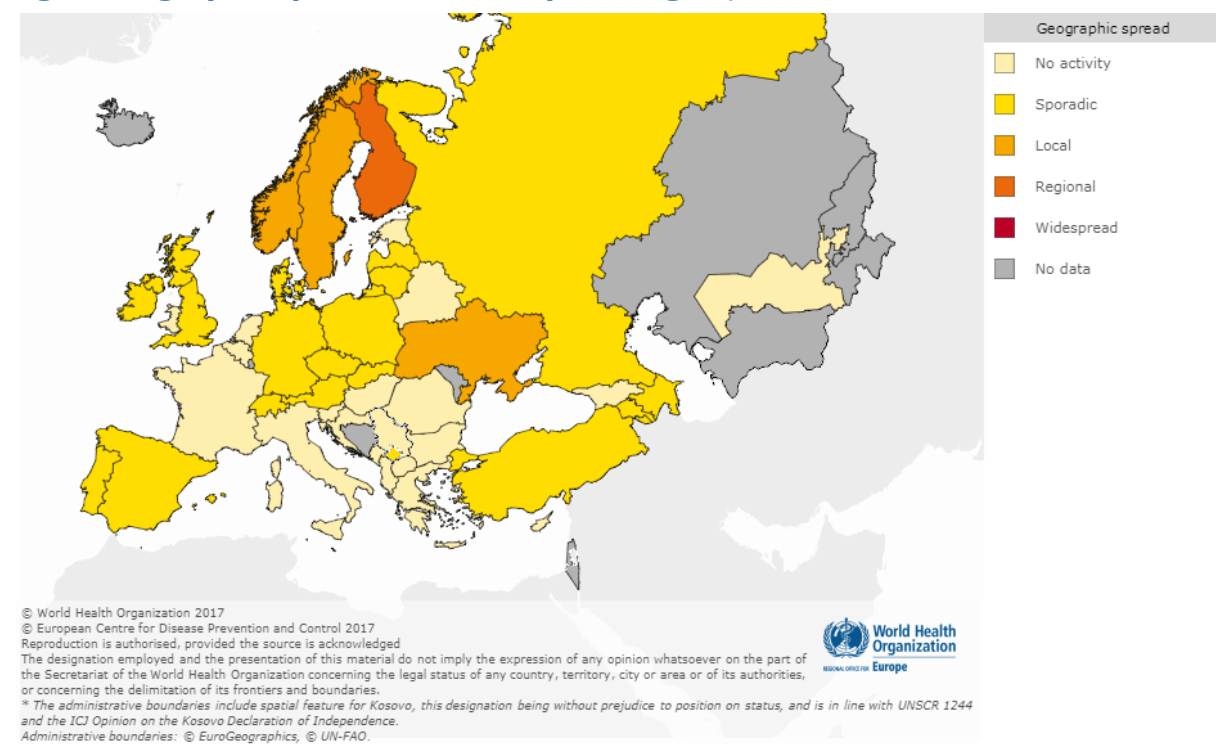 Geographic spread
No activity
Sporadic
Local
Regional
Widespread
No data
© World Health Organization 2017
© European Centre for Disease Prevention and Control 2017
Reproduction is authorised, provided the source is acknowledged
The designation employed and the presentation of this material do not imply the expression of any opinion whatsoever on the part of
the Secretariat of the World Health Organization concerning the legal status of any country, territory, city or area or of its authorities,
or concerning the delimitation of its frontiers and boundaries.
* The administrative boundaries include spatial feature for Kosovo, this designation being without prejudice to position on status, and is in line with UNSCR 1244
and the ICJ Opinion on the Kosovo Declaration of Independence.
Administrative boundaries: © EuroGeographics, © UN-FAO.
World Health
Organization
REGIONAL OFFICE FOR Europe